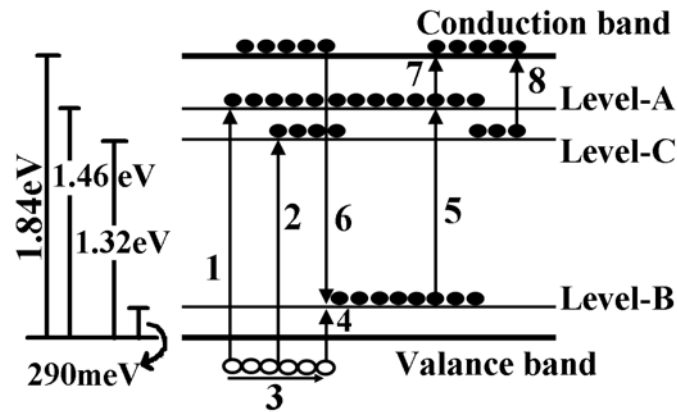 Conduction band
7
8
Level-A
Level-C
1.84eV
1.46 eV
1.32eV
1
2
6
5
Level-B
4
290meV
Valance band
3